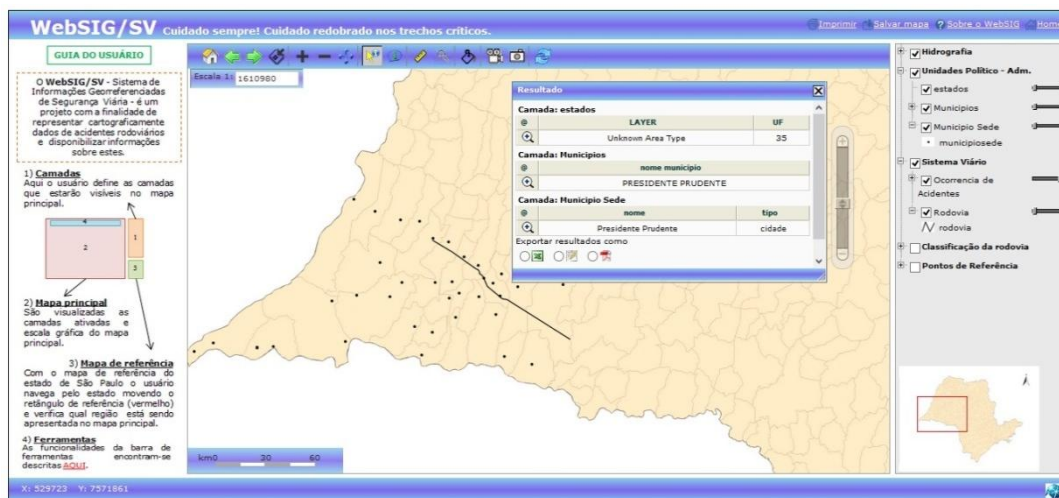 WebSIG/SV Cuidado sempre! Cuidado redobrado nos trechos críticos.
Imprimir Salvar mapa ? Sobre o WebSIG Home
GUIA DO USUÁRIO
O WebSIG/SV - Sistema de
Informações Georreferenciadas
de Segurança Viária - é um
projeto com a finalidade de
representar cartograficamente
dados de acidentes rodoviários
e disponibilizar informações
sobre estes.
1) Camadas
Aqui o usuário define as camadas
que estarão visíveis no mapa
principal.
4
2
1
3
2) Mapa principal
São visualizadas as
camadas ativadas e
escala gráfica do mapa
principal.
3) Mapa de referência
Com o mapa de referência do
estado de São Paulo o usuário
navega pelo estado movendo o
retângulo de referência (vermelho)
e verifica qual região está sendo
apresentada no mapa principal.
4) Ferramentas
As funcionalidades da barra de
ferramentas encontram-se
descritas AQUI.
Escala 1: 1610980
Resultado
Camada: estados
@ LAYER UF
Unknown Area Type 35
Camada: Municipios
@ nome municipio
PRESIDENTE PRUDENTE
Camada: Municipio Sede
@ nome tipo
Presidente Prudente cidade
Exportar resultados como
km0 30 60
Hidrografia
Unidades Político - Adm.
estados
Municipios
Municipio Sede
municipiosede
Sistema Viário
Ocorrencia de
Acidentes
Rodovia
rodovia
Classificação da rodovia
Pontos de Referência
X: 529723 Y: 7571861